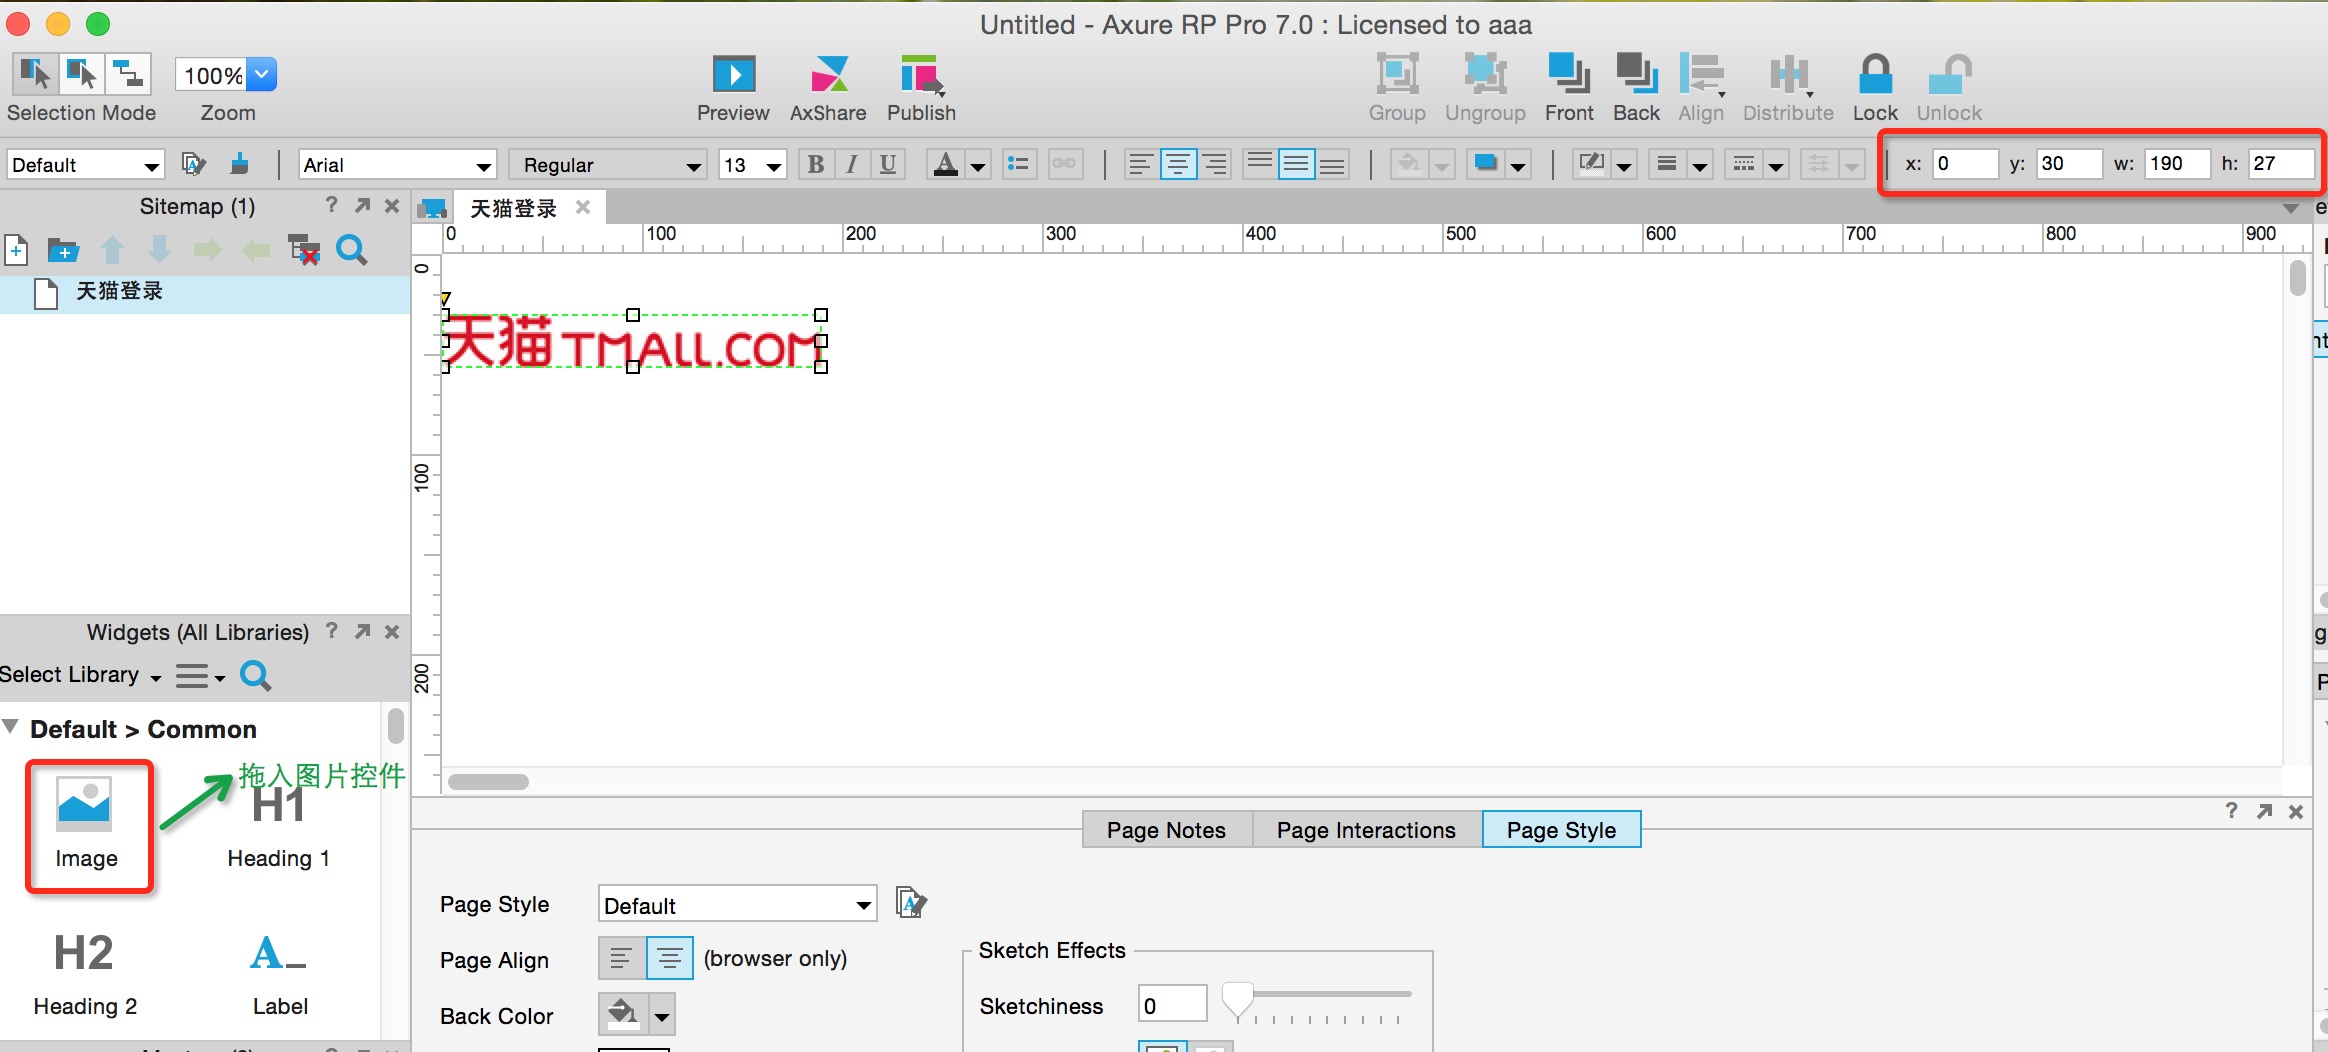 Untitled - Axure RP Pro 7.0 : Licensed to aaa
100%
Selection Mode
Zoom
Preview
AxShare
Publish
Group
Ungroup
Front
Back
Align
Distribute
Lock
Unlock
Default
Arial
Regular
13
B
I
U
A
x: 0
y: 30
w: 190
h: 27
Sitemap (1)
天猫登录
0 100 200 300 400 500 600 700 800 900
天猫登录
0
天猫 TMALL.COM
100
200
Widgets (All Libraries)
Select Library
Default > Common
拖入图片控件
Image
H1
Heading 1
H2
Heading 2
A_
Label
Page Notes
Page Interactions
Page Style
Page Style
Default
Page Align
(browser only)
Back Color
Sketch Effects
Sketchiness
0